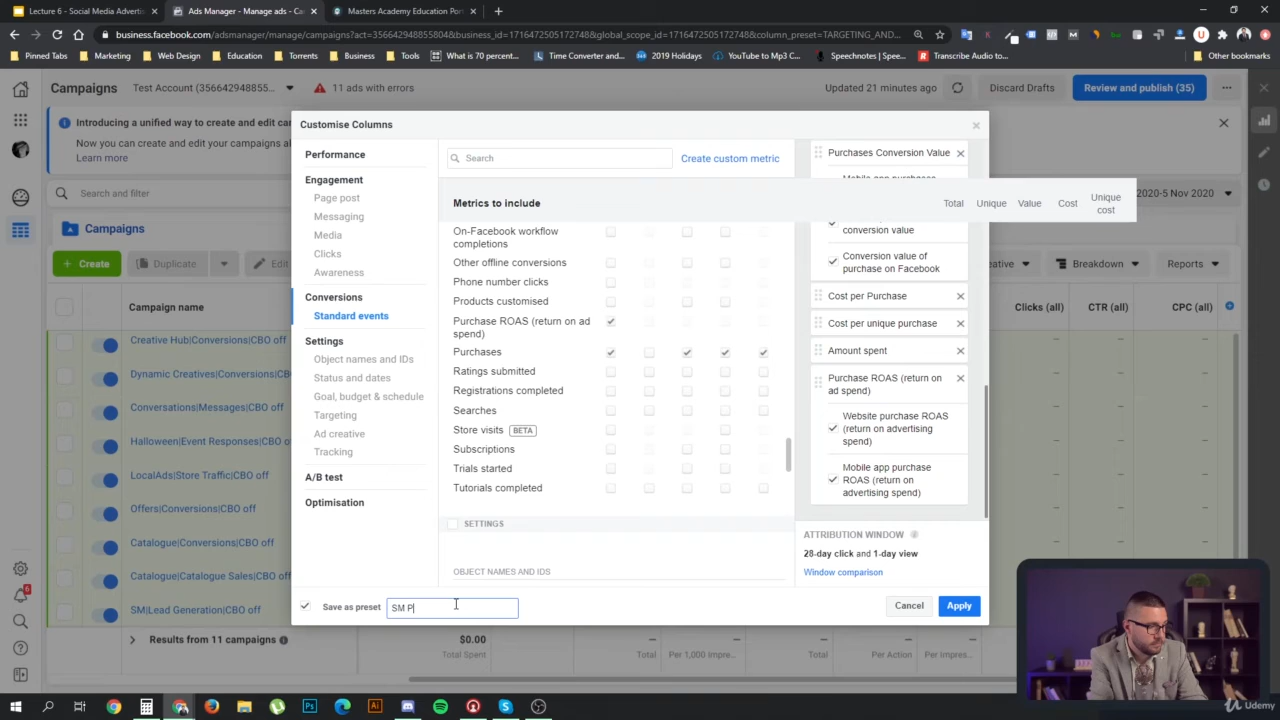 Lecture 6 - Social Media Adverti
Ads Manager - Manage ads - Ca
Masters Academy Education Por
business.facebook.com/adsmanager/manage/campaigns?act=356642948855804&business_id=1716472505172748&global_scope_id=1716472505172748&column_preset=TARGETING_AND...
Pinned Tabs
Marketing
Web Design
Education
Torrents
Business
Tools
What is 70 percent...
Time Converter and...
2019 Holidays
YouTube to Mp3 C...
Speechnotes | Spee...
Transcribe Audio to...
Other bookmarks
Campaigns
Test Account (356642948855...
11 ads with errors
Updated 21 minutes ago
Discard Drafts
Review and publish (35)
Introducing a unified way to create and edit car
Now you can create and edit your campaigns al
Learn more
Search and filter
2020-5 Nov 2020
Campaigns
+ Create
Duplicate
Edit
Breakdown
Reports
Campaign name
Clicks (all)
CTR (all)
CPC (all)
Creative Hub|Conversions|CBO off
Dynamic Creatives|Conversions|CBO
Conversations|Messages|CBO off
Halloween|Event Responses|CBO o
LocalAds|Store Traffic|CBO off
Offers|Conversions|CBO off
Catalogue|Conversions|CBO off
Catalogue|Catalogue Sales|CBO off
SM|Lead Generation|CBO off
Results from 11 campaigns
$0.00
Total Spent
Total
Per 1,000 Impre...
Total
Per Action
Per Impres...
Customise Columns
Performance
Engagement
Page post
Messaging
Media
Clicks
Awareness
Conversions
Standard events
Settings
Object names and IDs
Status and dates
Goal, budget & schedule
Targeting
Ad creative
Tracking
A/B test
Optimisation
Search
Create custom metric
Metrics to include
Total
Unique
Value
Cost
Unique
cost
On-Facebook workflow
completions
Other offline conversions
Phone number clicks
Products customised
Purchase ROAS (return on ad
spend)
Purchases
Ratings submitted
Registrations completed
Searches
Store visits BETA
Subscriptions
Trials started
Tutorials completed
SETTINGS
OBJECT NAMES AND IDS
Purchases Conversion Value
Mobile app purchases
conversion value
Conversion value of
purchase on Facebook
Cost per Purchase
Cost per unique purchase
Amount spent
Purchase ROAS (return on
ad spend)
Website purchase ROAS
(return on advertising
spend)
Mobile app purchase
ROAS (return on
advertising spend)
ATTRIBUTION WINDOW
28-day click and 1-day view
Window comparison
Save as preset
SM P
Cancel
Apply
Udemy